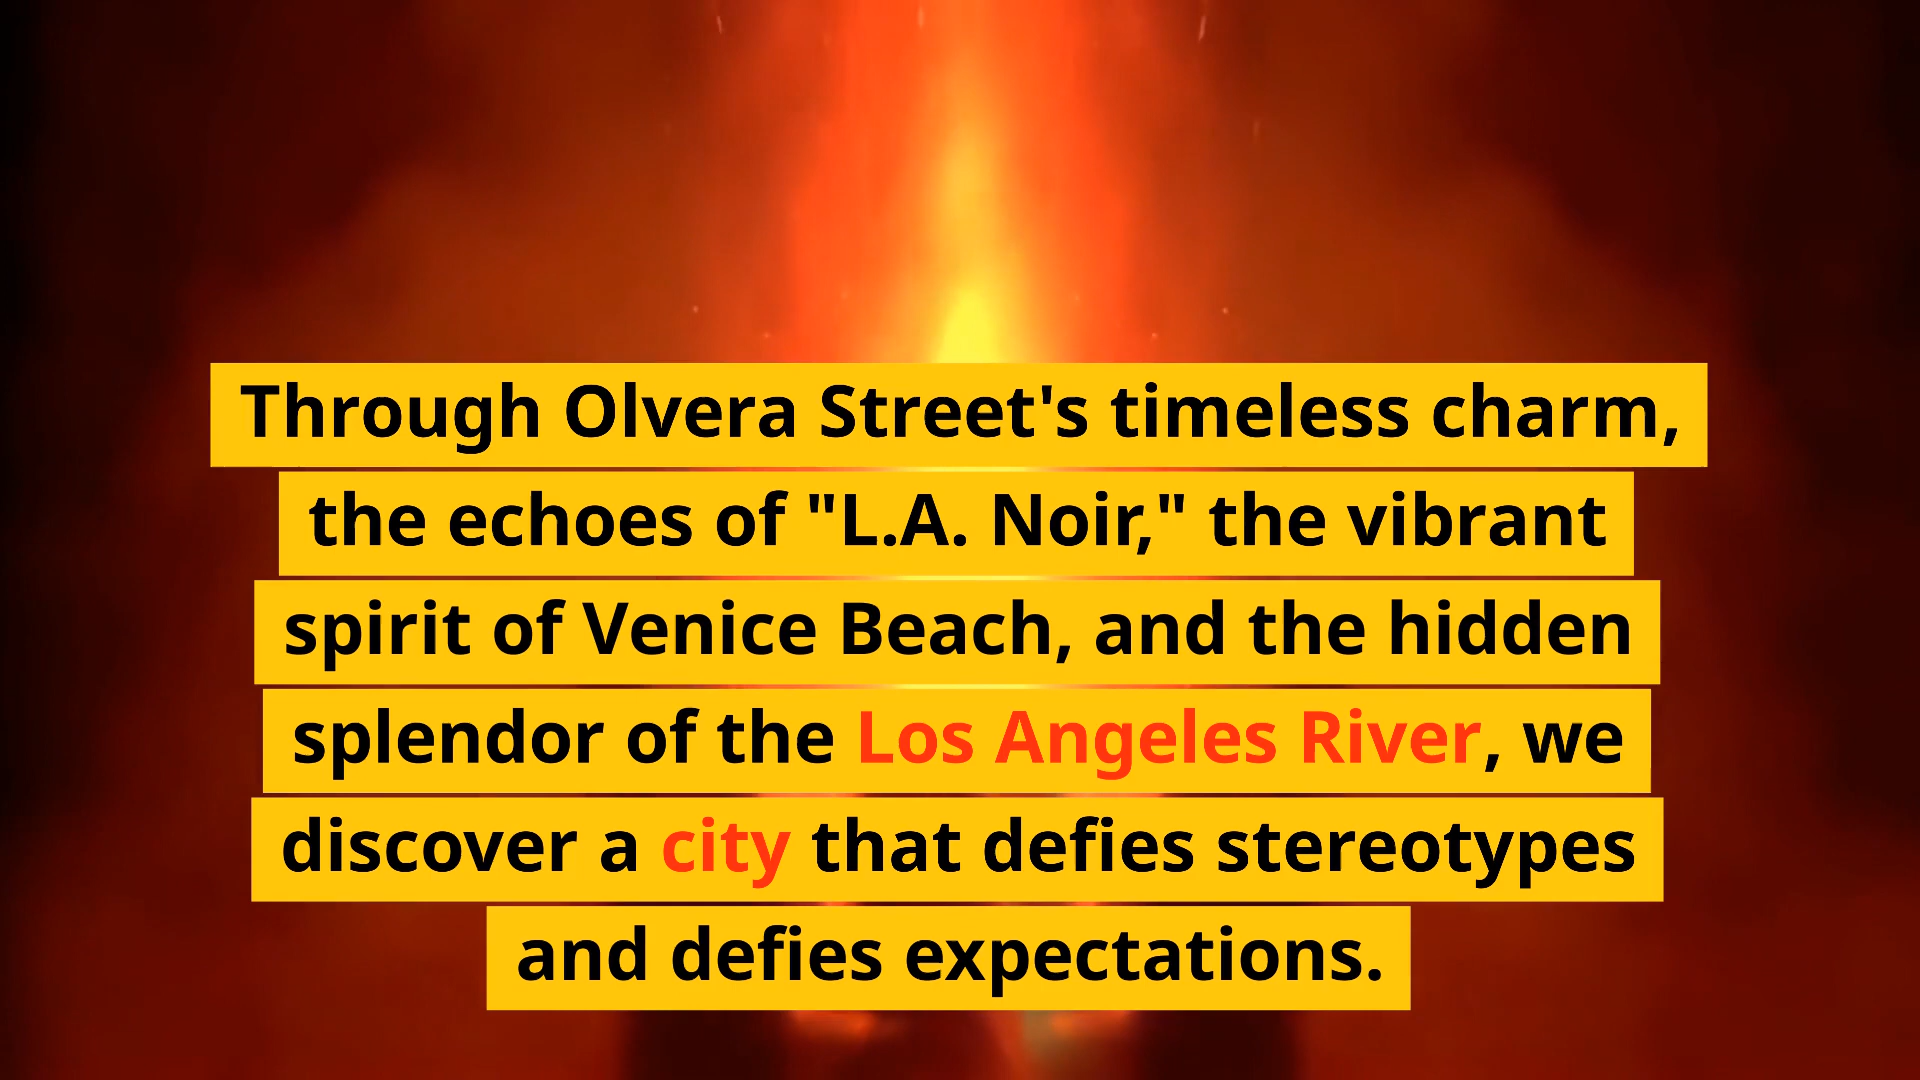 Through Olvera Street's timeless charm,
the echoes of "L.A. Noir," the vibrant
spirit of Venice Beach, and the hidden
splendor of the Los Angeles River, we
discover a city that defies stereotypes
and defies expectations.